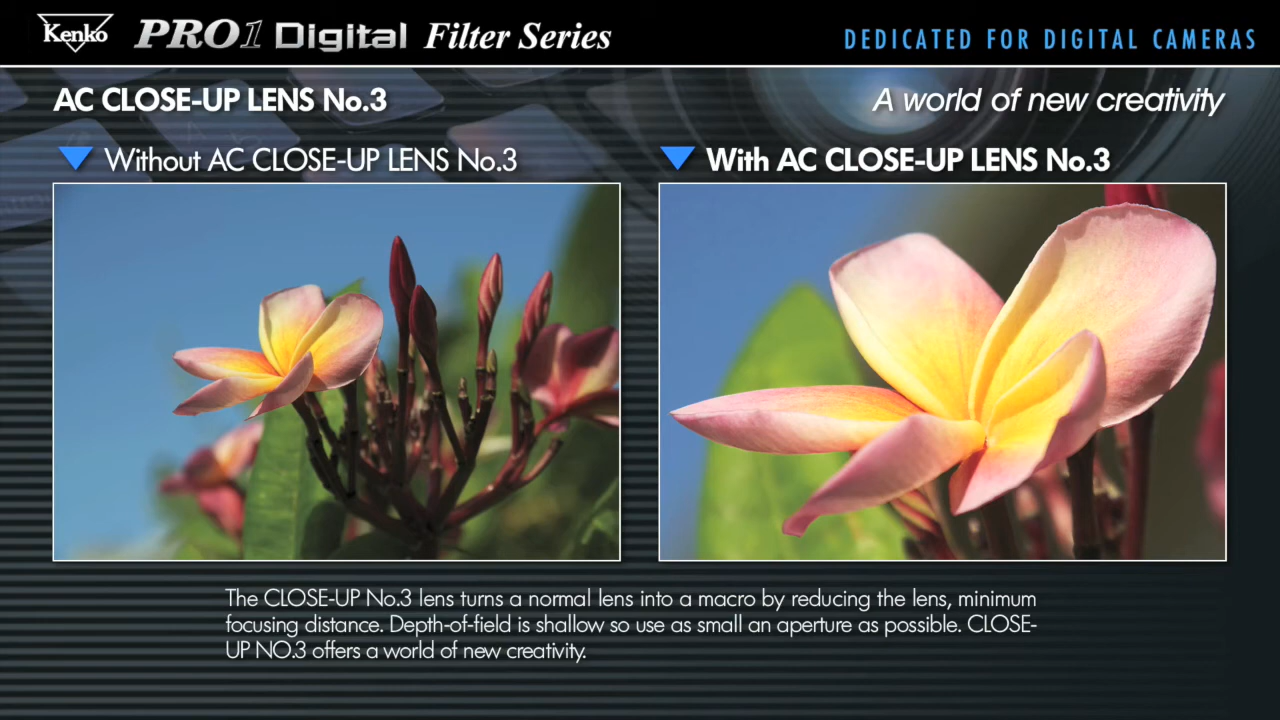 Kenko PRO1 Digital Filter Series
DEDICATED FOR DIGITAL CAMERAS
AC CLOSE-UP LENS No.3
A world of new creativity
Without AC CLOSE-UP LENS No.3
With AC CLOSE-UP LENS No.3
The CLOSE-UP No.3 lens turns a normal lens into a macro by reducing the lens, minimum
focusing distance. Depth-of-field is shallow so use as small an aperture as possible. CLOSE-
UP NO.3 offers a world of new creativity.